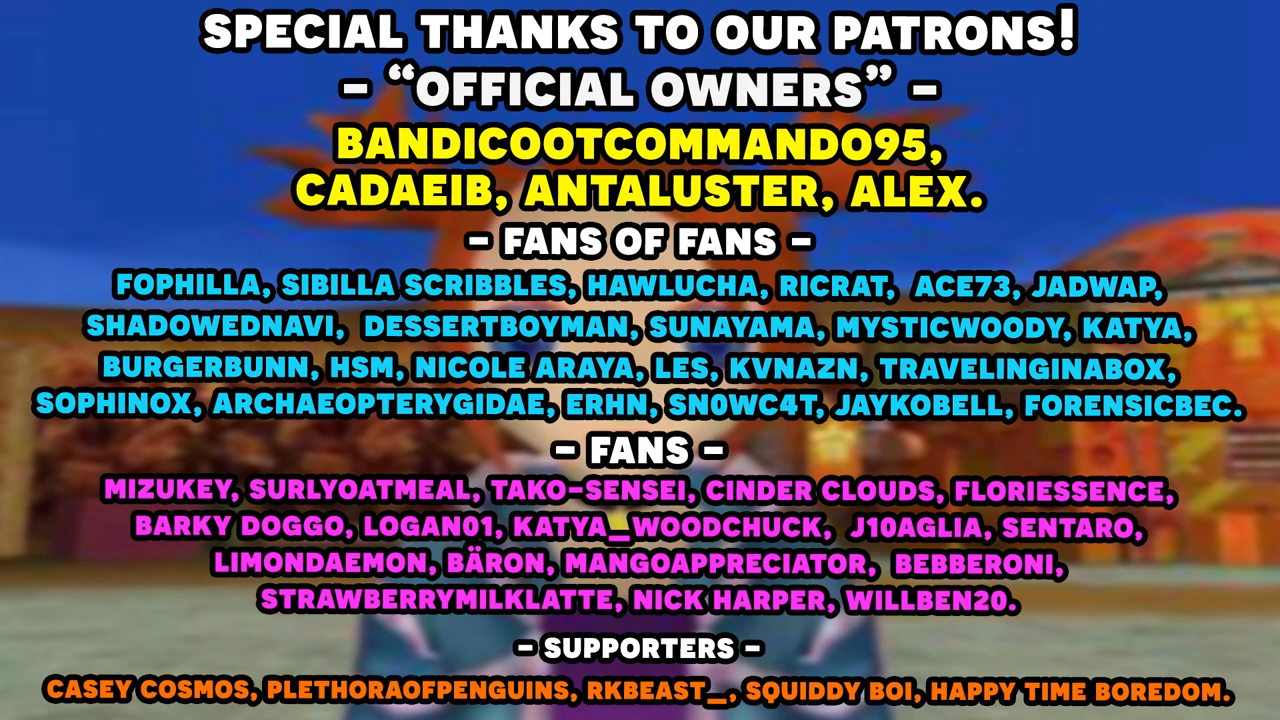 SPECIAL THANKS TO OUR PATRONS!
- “OFFICIAL OWNERS” -
BANDICOOTCOMMANDO95,
CADAEIB, ANTALUSTER, ALEX.
- FANS OF FANS -
FOPHILLA, SIBILLA SCRIBBLES, HAWLUCHA, RICRAT, ACE73, JADWAP,
SHADOWEDNAVI, DESSERTBOYMAN, SUNAYAMA, MYSTICWOODY, KATYA,
BURGERBUNN, HSM, NICOLE ARAYA, LES, KVNAZN, TRAVELINGINABOX,
SOPHINOX, ARCHAEOPTERYGIDAE, ERHN, SN0WC4T, JAYKOBELL, FORENSICBEC.
- FANS -
MIZUKEY, SURLYOATMEAL, TAKO-SENSEI, CINDER CLOUDS, FLORIESSENCE,
BARKY DOGGO, LOGAN01, KATYA_WOODCHUCK, J10AGLIA, SENTARO,
LIMONDAEMON, BÄRON, MANGOAPPRECIATOR, BEBBERONI,
STRAWBERRYMILKLATTE, NICK HARPER, WILLBEN20.
- SUPPORTERS -
CASEY COSMOS, PLETHORAOFPENGUINS, RKBEAST_, SQUIDDY BOI, HAPPY TIME BOREDOM.